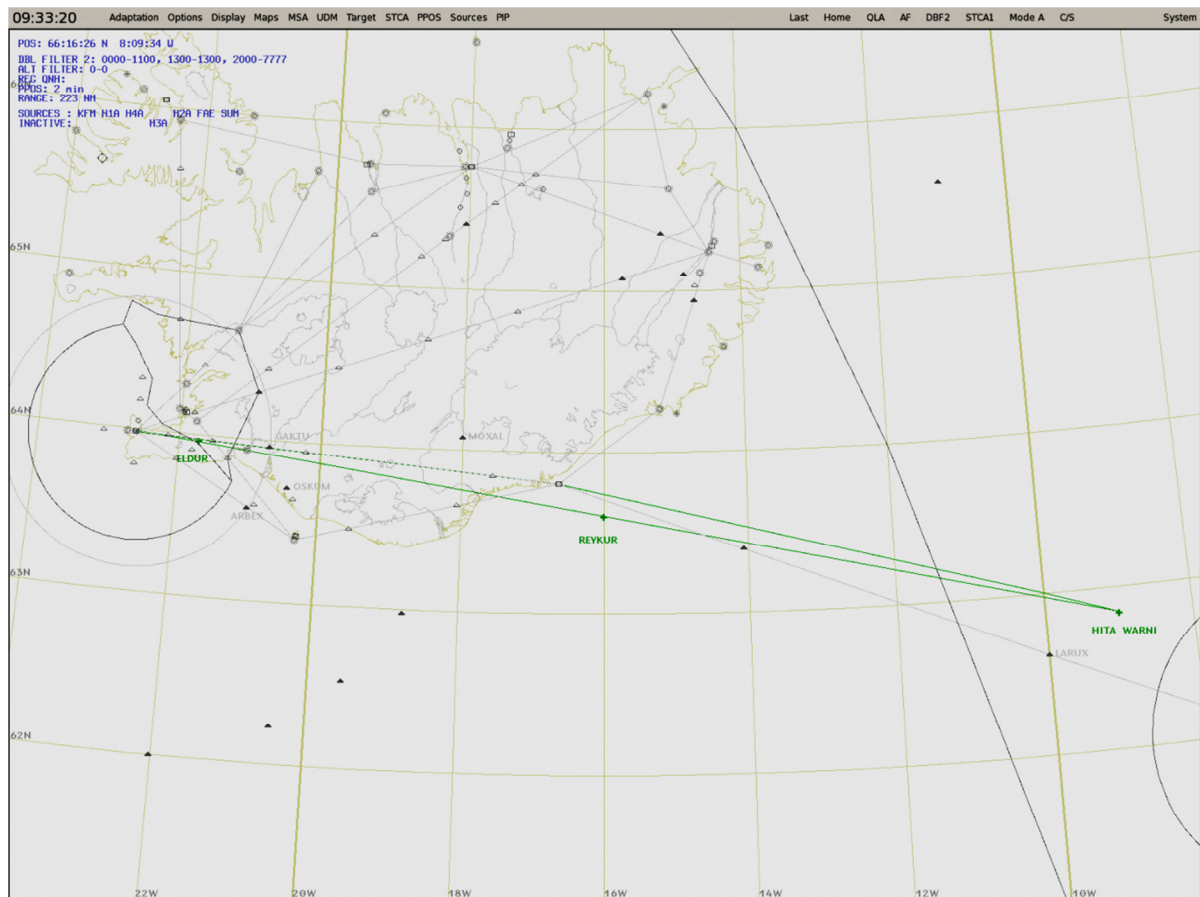 09:33:20 Adaptation Options Display Maps MSA UDM Target STCA PPOS Sources PIP Last Home QLA AF DBF2 STCA1 Mode A C/S System
POS: 66:16:26 N 8:09:34 W
DBL FILTER 2: 0000-1100, 1300-1300, 2000-7777
ALT FILTER: 0-0
REG QNH:
PPOS: 2 min
RANGE: 223 NM
SOURCES : KFM H1A H4A H2A FAE SUM
INACTIVE: H3A
65N
64N
GAKTU
MOXAL
ELDUR
OSKUM
ARBEX
REYKUR
63N
HITA WARNI
LARUX
62N
22W 20W 18W 16W 14W 12W 10W